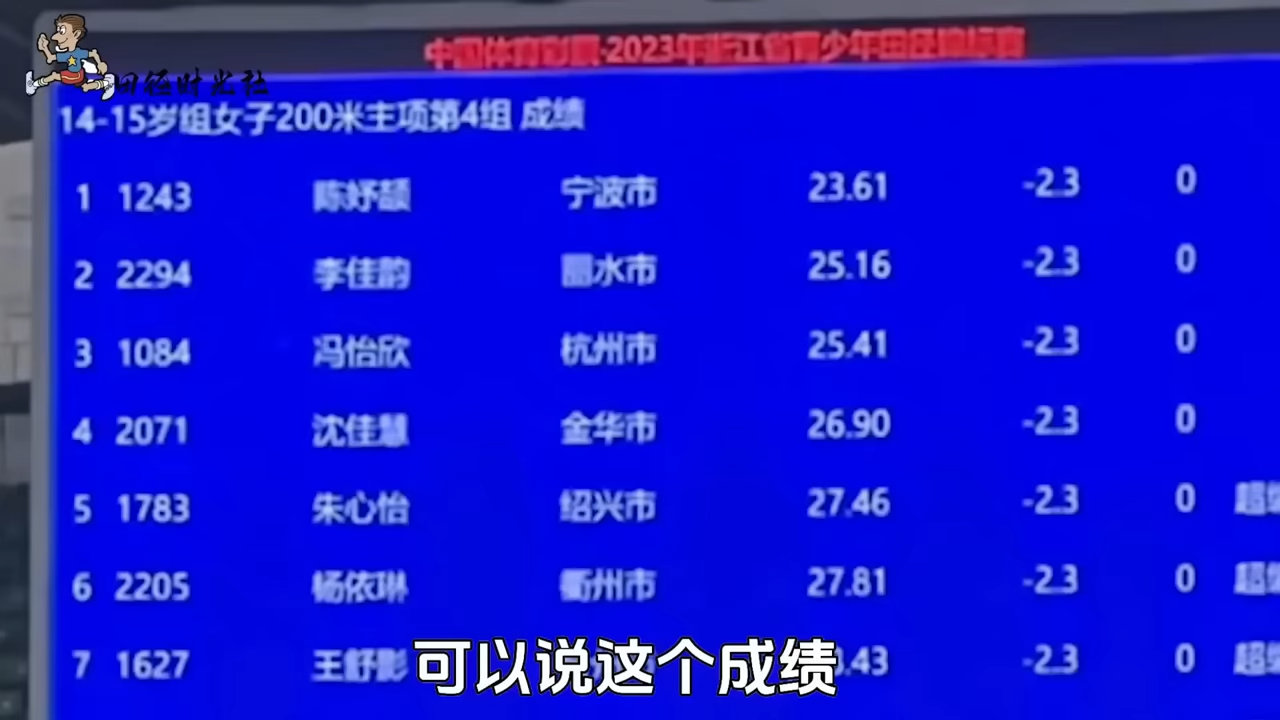 田径时光社
中国体育彩票·2023年浙江省青少年田径锦标赛
14-15岁组女子200米主项第4组 成绩
1 1243 陈妤颉 宁波市 23.61 -2.3 0
2 2294 李佳韵 丽水市 25.16 -2.3 0
3 1084 冯怡欣 杭州市 25.41 -2.3 0
4 2071 沈佳慧 金华市 26.90 -2.3 0
5 1783 朱心怡 绍兴市 27.46 -2.3 0 超
6 2205 杨依琳 衢州市 27.81 -2.3 0 超
7 1627 王舒影 .43 -2.3 0 超
可以说这个成绩